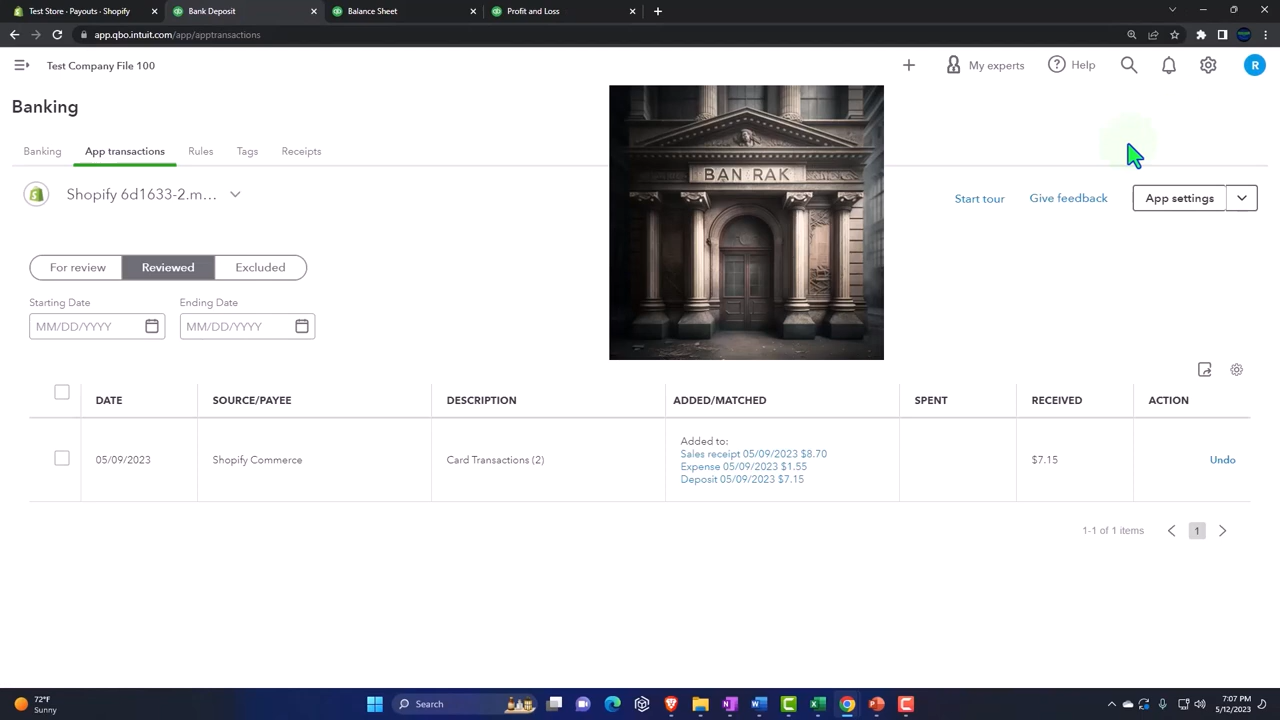 Test Store - Payouts - Shopify
Bank Deposit
Balance Sheet
Profit and Loss
app.qbo.intuit.com/app/apptransactions
Test Company File 100
My experts
Help
R
Banking
Banking
App transactions
Rules
Tags
Receipts
BAN RAK
Shopify 6d1633-2.m...
Start tour
Give feedback
App settings
For review
Reviewed
Excluded
Starting Date
Ending Date
MM/DD/YYYY
MM/DD/YYYY
DATE
SOURCE/PAYEE
DESCRIPTION
ADDED/MATCHED
SPENT
RECEIVED
ACTION
05/09/2023
Shopify Commerce
Card Transactions (2)
Added to:
Sales receipt 05/09/2023 $8.70
Expense 05/09/2023 $1.55
Deposit 05/09/2023 $7.15
$7.15
Undo
1-1 of 1 items
1
72°F
Sunny
Search
7:07 PM
5/12/2023